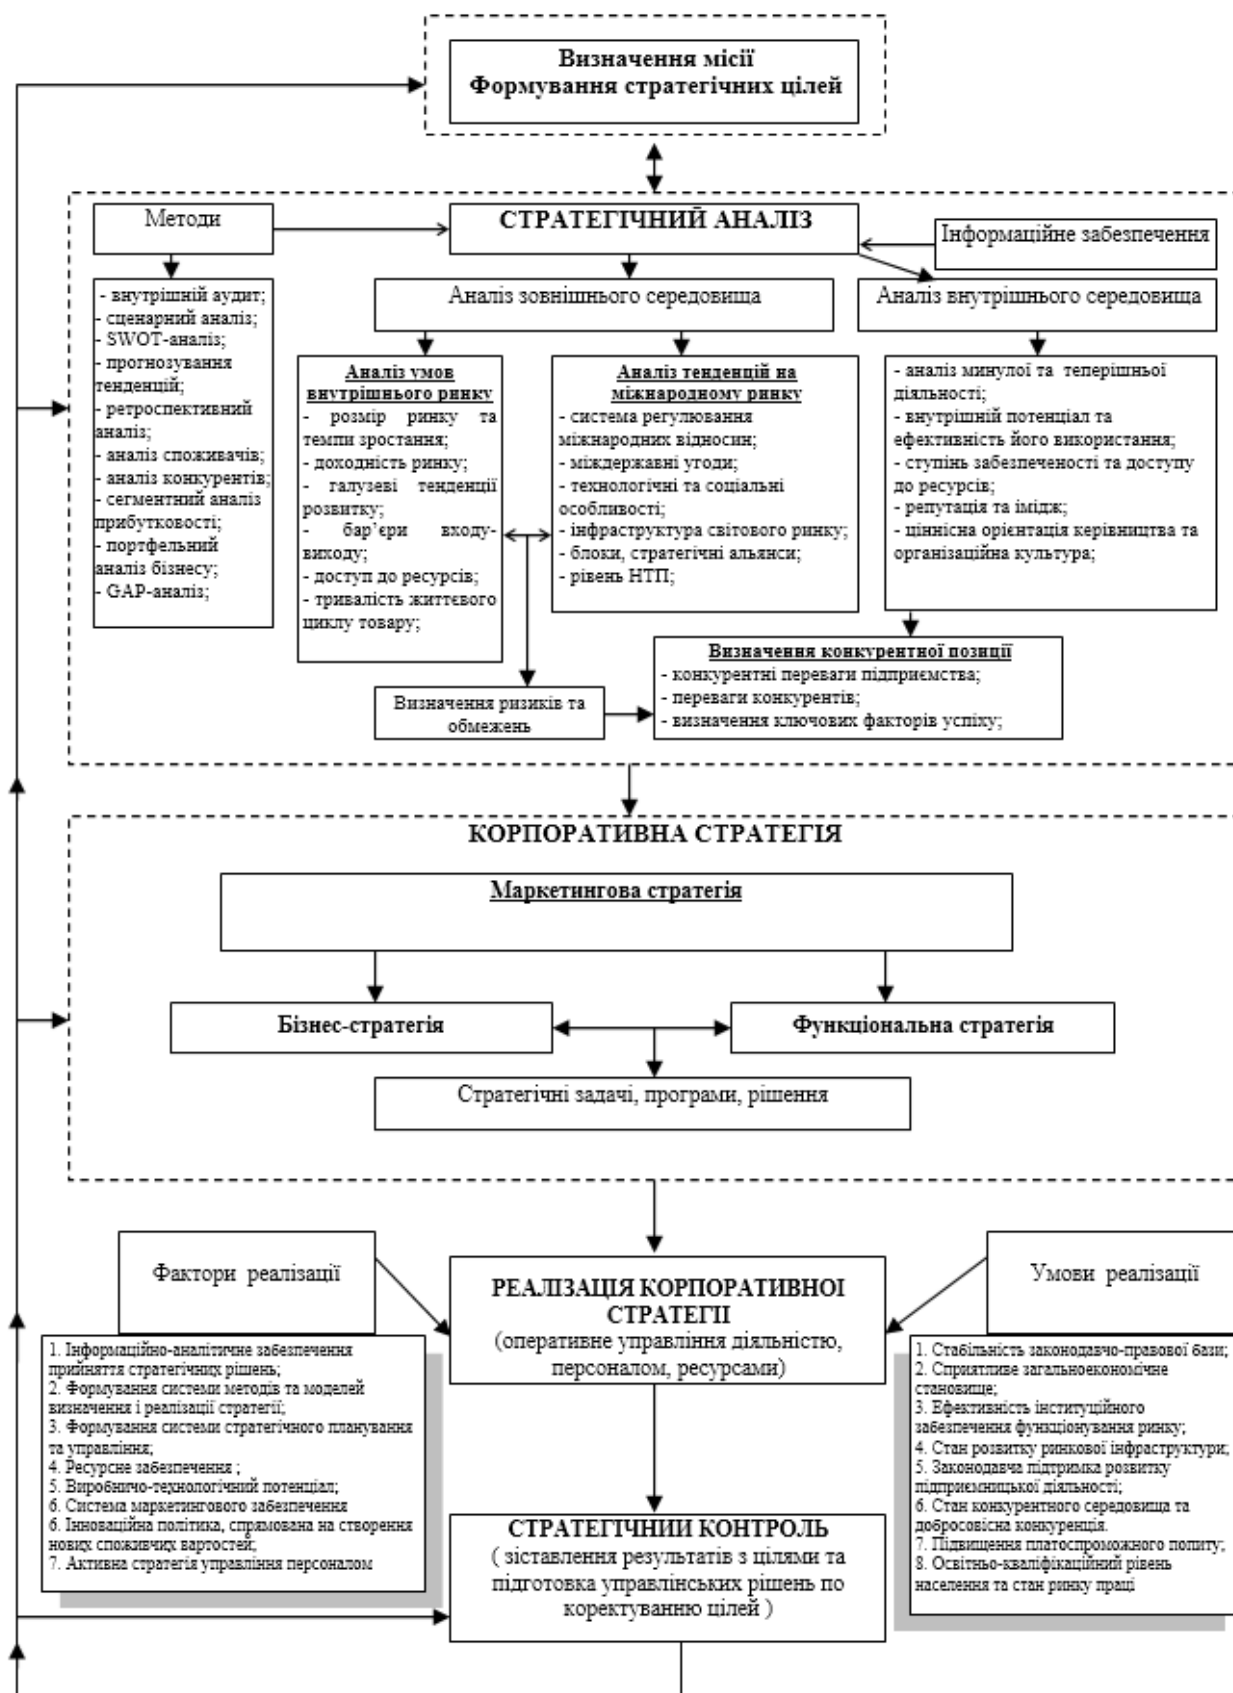 Визначення місії
Формування стратегічних цілей
Методи
СТРАТЕГІЧНИЙ АНАЛІЗ
Інформаційне забезпечення
- внутрішній аудит;
- сценарний аналіз;
- SWOT-аналіз;
- прогнозування
тенденцій;
- ретроспективний
аналіз;
- аналіз споживачів;
- аналіз конкурентів;
- сегментний аналіз
прибутковості;
- портфельний
аналіз бізнесу;
- GAP-аналіз;
Аналіз зовнішнього середовища
Аналіз внутрішнього середовища
Аналіз умов
внутрішнього ринку
- розмір ринку та
темпи зростання;
- доходність ринку;
- галузеві тенденції
розвитку;
- бар’єри входу-
виходу;
- доступ до ресурсів;
- тривалість життєвого
циклу товару;
Аналіз тенденцій на
міжнародному ринку
- система регулювання
міжнародних відносин;
- міждержавні угоди;
- технологічні та соціальні
особливості;
- інфраструктура світового ринку;
- блоки, стратегічні альянси;
- рівень НТП;
- аналіз минулої та теперішньої
діяльності;
- внутрішній потенціал та
ефективність його використання;
- ступінь забезпеченості та доступу
до ресурсів;
- репутація та імідж;
- ціннісна орієнтація керівництва та
організаційна культура;
Визначення ризиків та
обмежень
Визначення конкурентної позиції
- конкурентні переваги підприємства;
- переваги конкурентів;
- визначення ключових факторів успіху;
КОРПОРАТИВНА СТРАТЕГІЯ
Маркетингова стратегія
Бізнес-стратегія
Функціональна стратегія
Стратегічні задачі, програми, рішення
Фактори реалізації
РЕАЛІЗАЦІЯ КОРПОРАТИВНОЇ
СТРАТЕГІЇ
(оперативне управління діяльністю,
персоналом, ресурсами)
Умови реалізації
1. Інформаційно-аналітичне забезпечення
прийняття стратегічних рішень;
2. Формування системи методів та моделей
визначення і реалізації стратегії;
3. Формування системи стратегічного планування
та управління;
4. Ресурсне забезпечення ;
5. Виробничо-технологічний потенціал;
6. Система маркетингового забезпечення
6. Інноваційна політика, спрямована на створення
нових споживчих вартостей;
7. Активна стратегія управління персоналом
1. Стабільність законодавчо-правової бази;
2. Сприятливе загальноекономічне
становище;
3. Ефективність інституційного
забезпечення функціонування ринку;
4. Стан розвитку ринкової інфраструктури;
5. Законодавча підтримка розвитку
підприємницької діяльності;
6. Стан конкурентного середовища та
добросовісна конкуренція.
7. Підвищення платоспроможного попиту;
8. Освітньо-кваліфікаційний рівень
населення та стан ринку праці
СТРАТЕГІЧНИЙ КОНТРОЛЬ
( зіставлення результатів з цілями та
підготовка управлінських рішень по
коректуванню цілей )